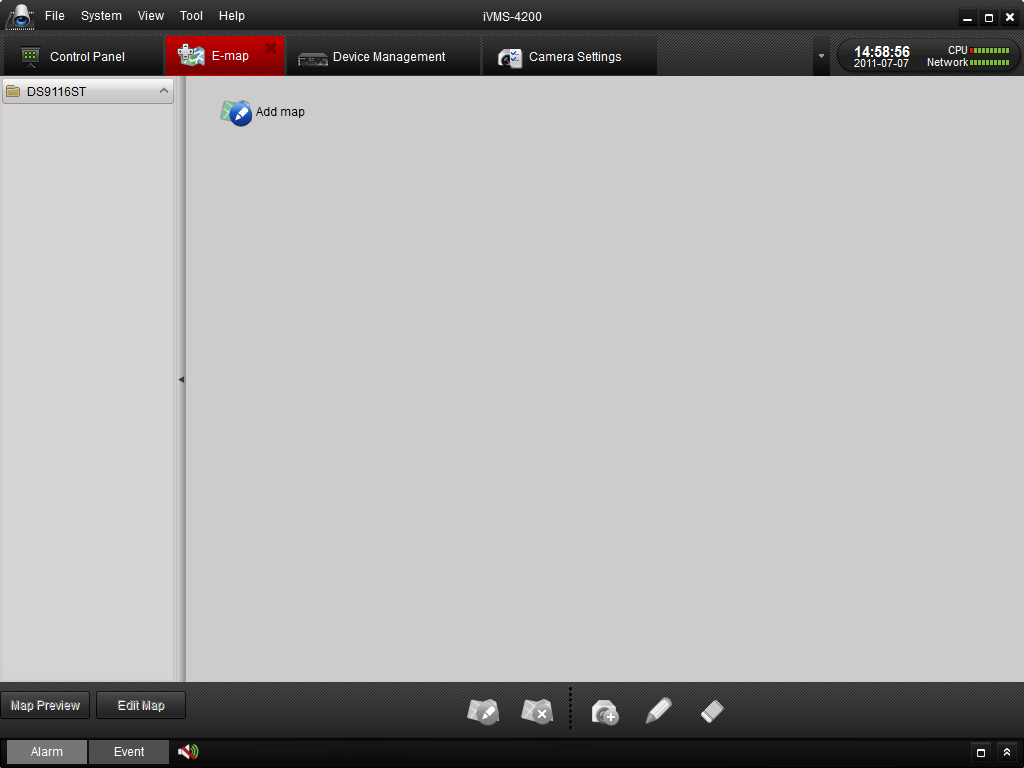 File System View Tool Help
iVMS-4200
Control Panel
E-map
Device Management
Camera Settings
14:58:56
2011-07-07
CPU
Network
DS9116ST
Add map
Map Preview
Edit Map
Alarm
Event